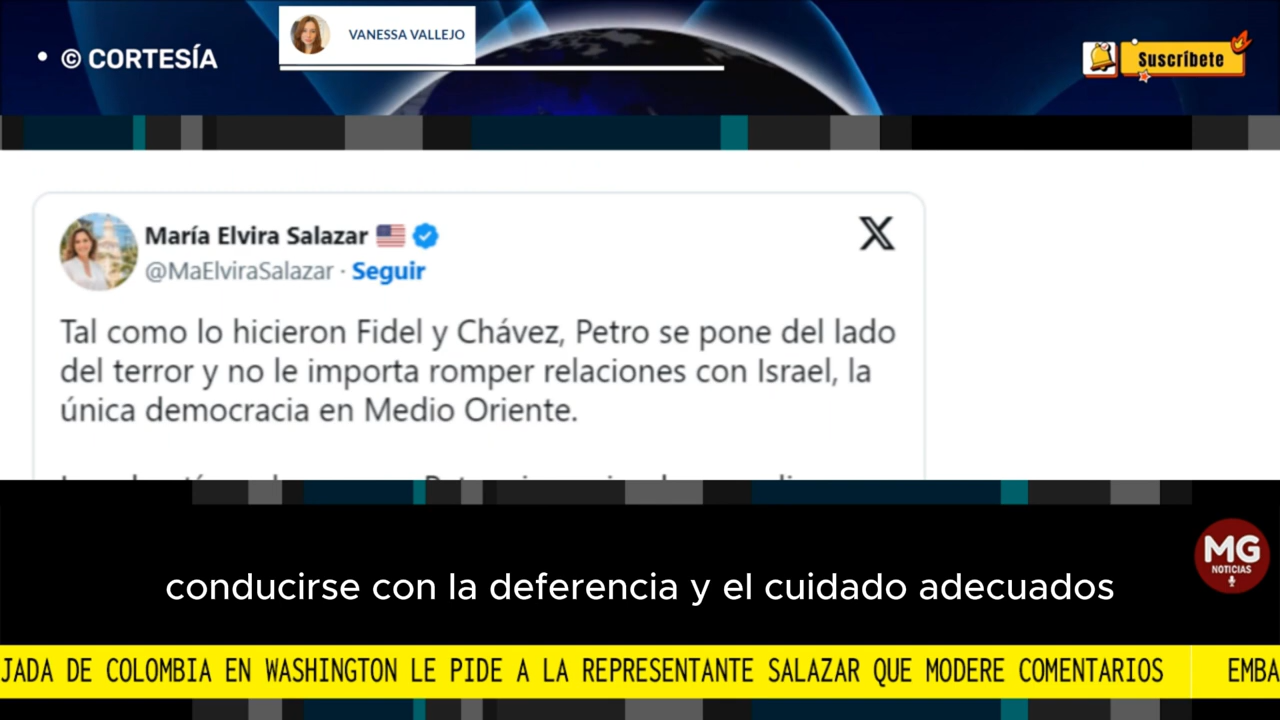 • © CORTESÍA
VANESSA VALLEJO
Suscríbete
María Elvira Salazar
@MaElviraSalazar · Seguir
Tal como lo hicieron Fidel y Chávez, Petro se pone del lado
del terror y no le importa romper relaciones con Israel, la
única democracia en Medio Oriente.
conducirse con la deferencia y el cuidado adecuados
MG
NOTICIAS
JADA DE COLOMBIA EN WASHINGTON LE PIDE A LA REPRESENTANTE SALAZAR QUE MODERE COMENTARIOS EMBA